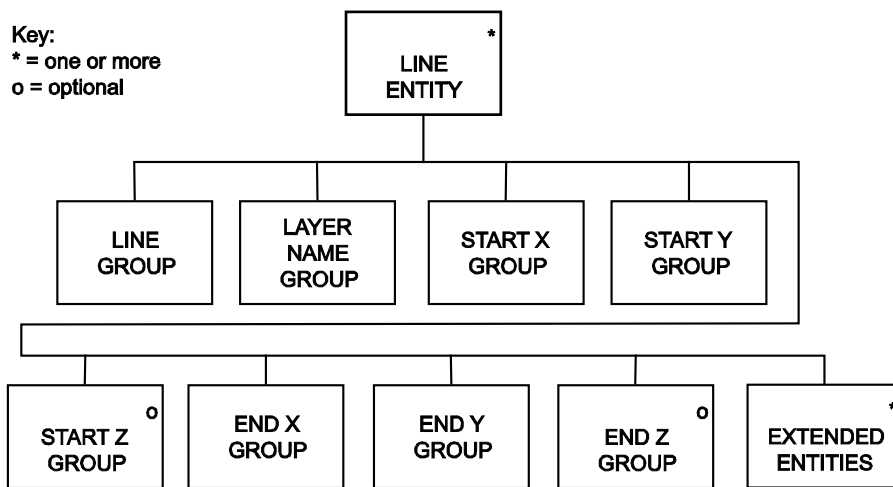 Key:
* = one or more
o = optional
*
LINE
ENTITY
LINE
GROUP
LAYER
NAME
GROUP
START X
GROUP
START Y
GROUP
o
START Z
GROUP
END X
GROUP
END Y
GROUP
o
END Z
GROUP
*
EXTENDED
ENTITIES